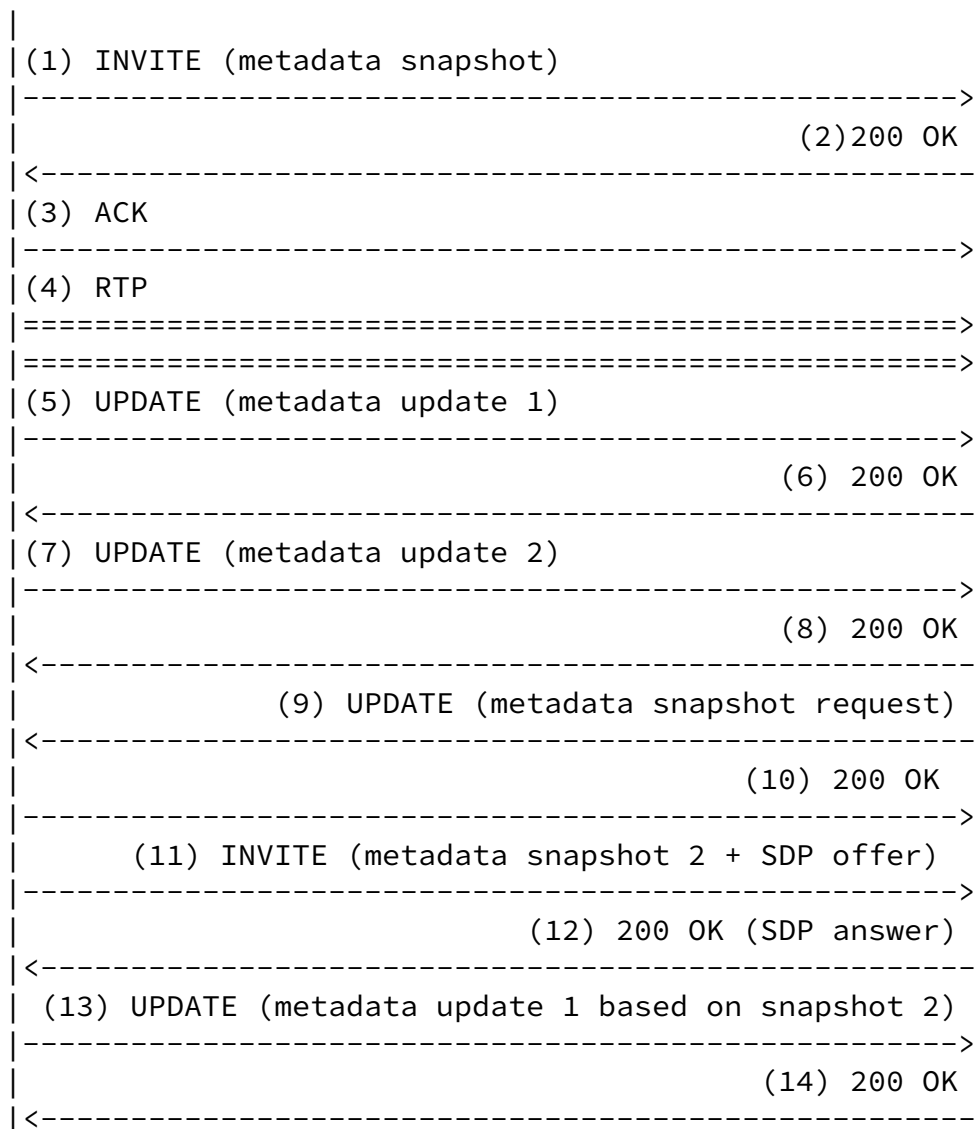 (1) INVITE (metadata snapshot)
(2)200 OK
(3) ACK
(4) RTP
(5) UPDATE (metadata update 1)
(6) 200 OK
(7) UPDATE (metadata update 2)
(8) 200 OK
(9) UPDATE (metadata snapshot request)
(10) 200 OK
(11) INVITE (metadata snapshot 2 + SDP offer)
(12) 200 OK (SDP answer)
(13) UPDATE (metadata update 1 based on snapshot 2)
(14) 200 OK